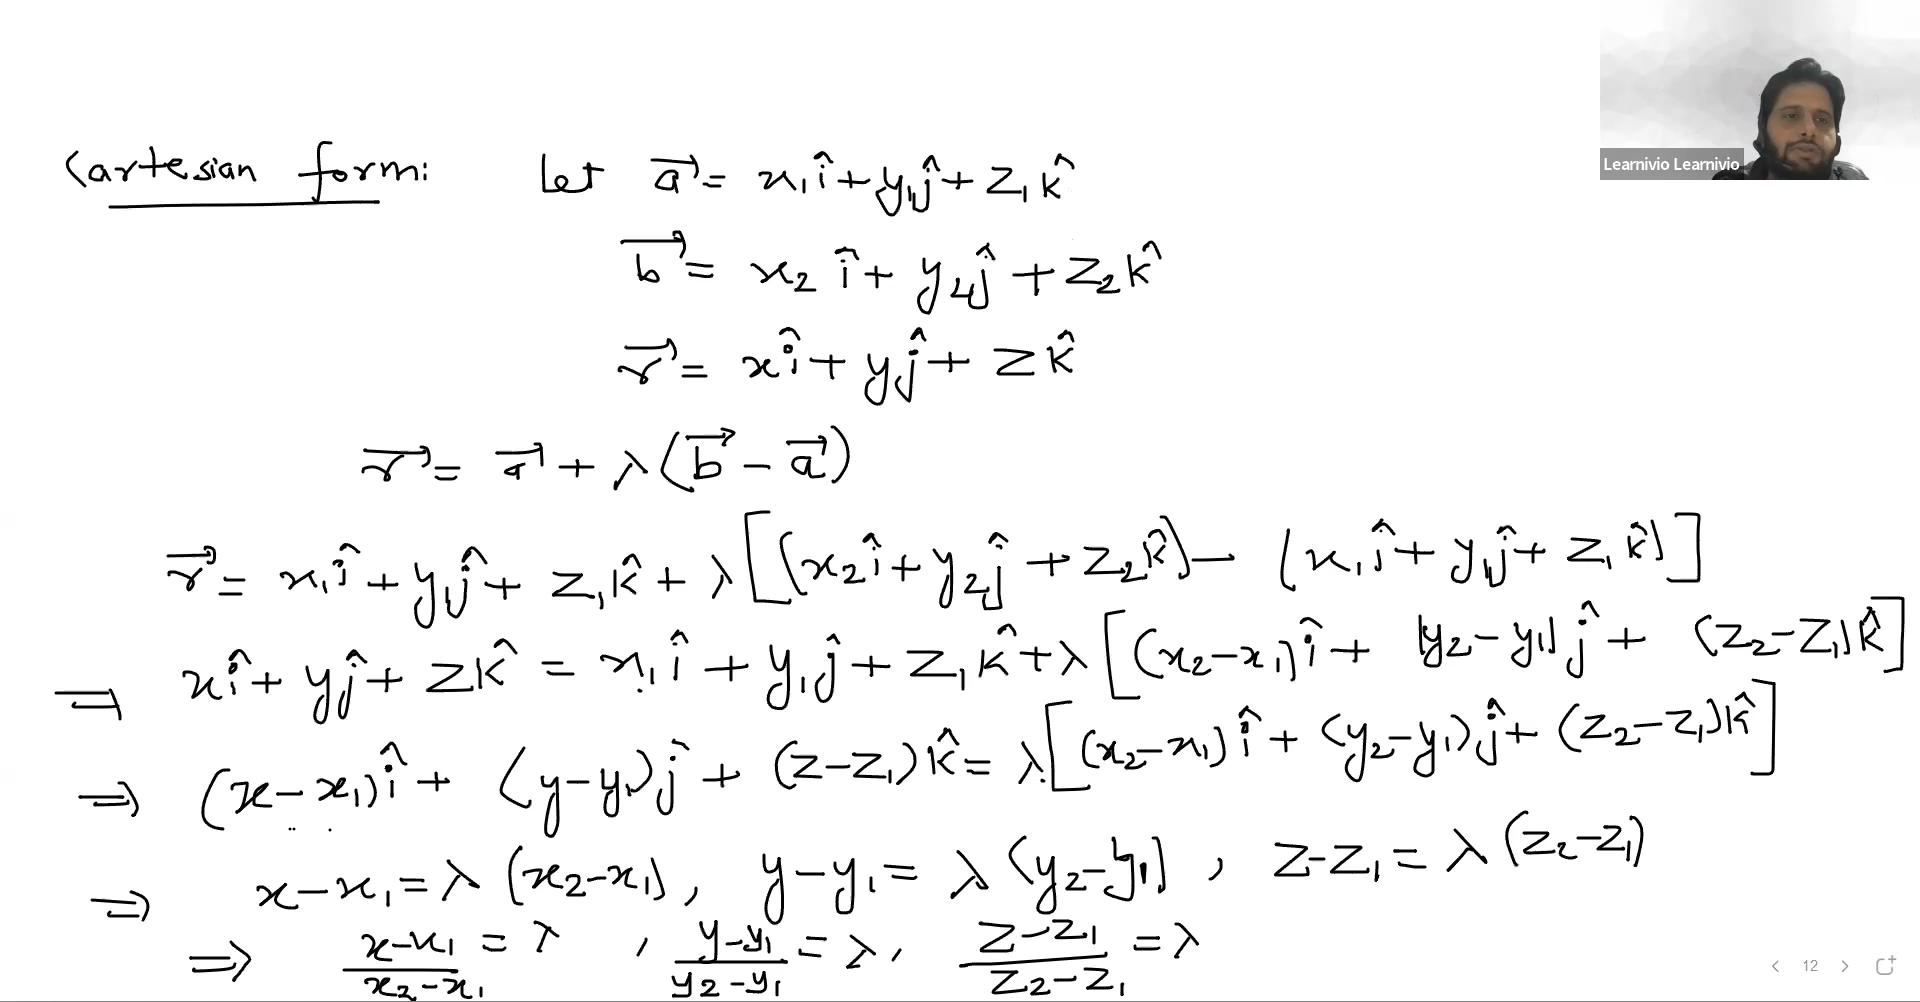 Learnivio Learnivio
Cartesian form: Let a⃗ = x₁î + y₁ĵ + z₁k̂
b⃗ = x₂ î + y₂ĵ + z₂k̂
r⃗ = xî + yĵ + zk̂
r⃗ = a⃗ + λ(b⃗ - a⃗)
r⃗ = x₁î + y₁ĵ + z₁k̂ + λ[(x₂î + y₂ĵ + z₂k̂) - (x₁î + y₁ĵ + z₁k̂)]
⇒ xî + yĵ + zk̂ = x₁î + y₁ĵ + z₁k̂ + λ[(x₂-x₁)î + (y₂-y₁)ĵ + (z₂-z₁)k̂]
⇒ (x-x₁)î + (y-y₁)ĵ + (z-z₁)k̂ = λ[(x₂-x₁)î + (y₂-y₁)ĵ + (z₂-z₁)k̂]
⇒ x-x₁ = λ(x₂-x₁), y-y₁ = λ(y₂-y₁), z-z₁ = λ(z₂-z₁)
⇒ (x-x₁)/(x₂-x₁) = λ, (y-y₁)/(y₂-y₁) = λ, (z-z₁)/(z₂-z₁) = λ
12